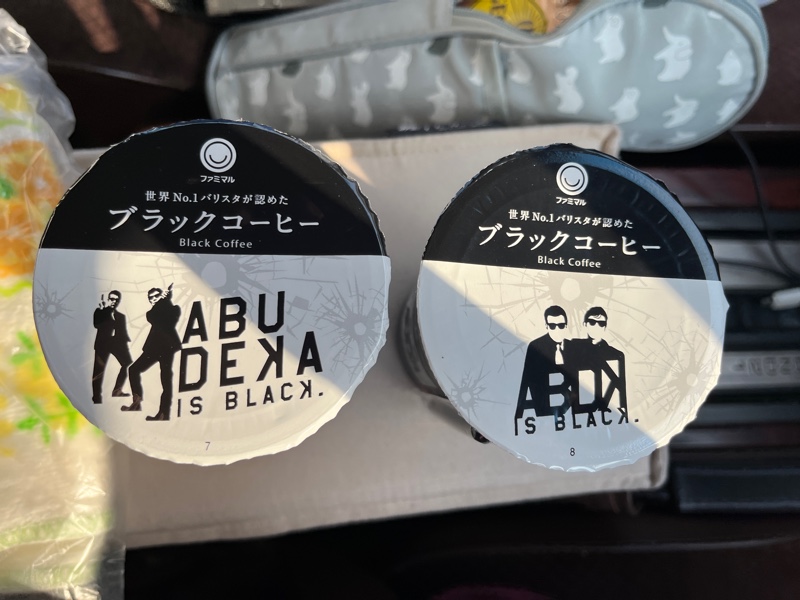 ファミマル
世界No.1バリスタが認めた
ブラックコーヒー
Black Coffee
ABU
DEKA
IS BLACK.
7
ファミマル
世界No.1バリスタが認めた
ブラックコーヒー
Black Coffee
ABDK
IS BLACK.
8